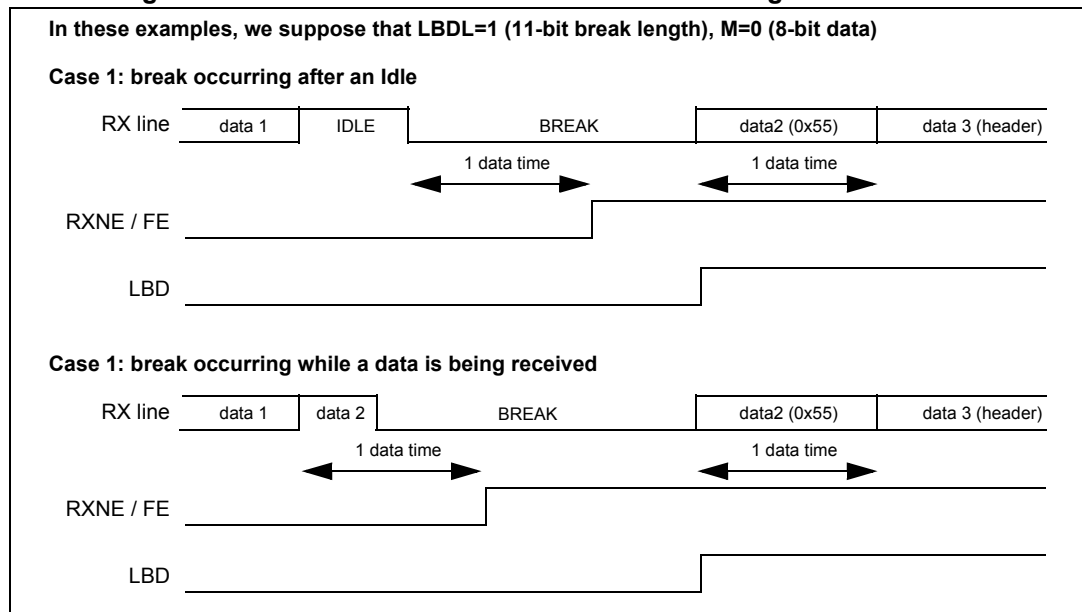 In these examples, we suppose that LBDL=1 (11-bit break length), M=0 (8-bit data)
Case 1: break occurring after an Idle
RX line data 1 IDLE BREAK data2 (0x55) data 3 (header)
1 data time 1 data time
RXNE / FE
LBD
Case 1: break occurring while a data is being received
RX line data 1 data 2 BREAK data2 (0x55) data 3 (header)
1 data time 1 data time
RXNE / FE
LBD